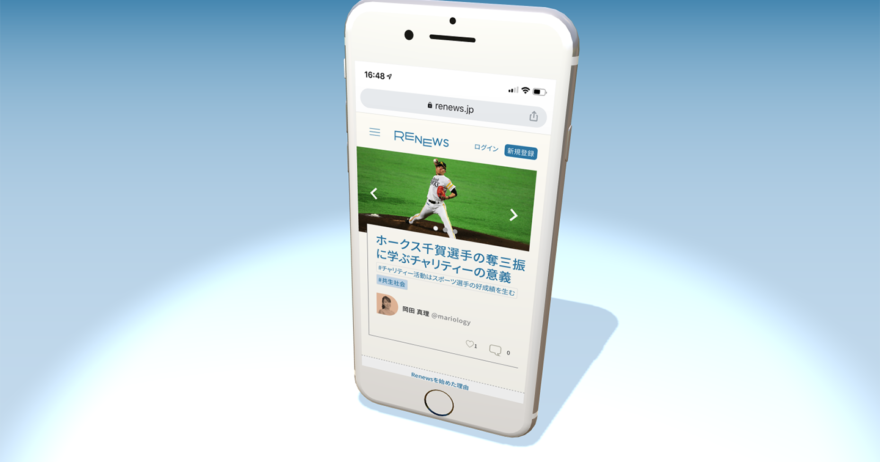 16:48
renews.jp
RENEWS
ログイン
新規登録
ホークス千賀選手の奪三振
に学ぶチャリティーの意義
#チャリティー活動はスポーツ選手の好成績を生む
#共生社会
岡田 真理 @mariology
1
0
Renewsを始めた理由